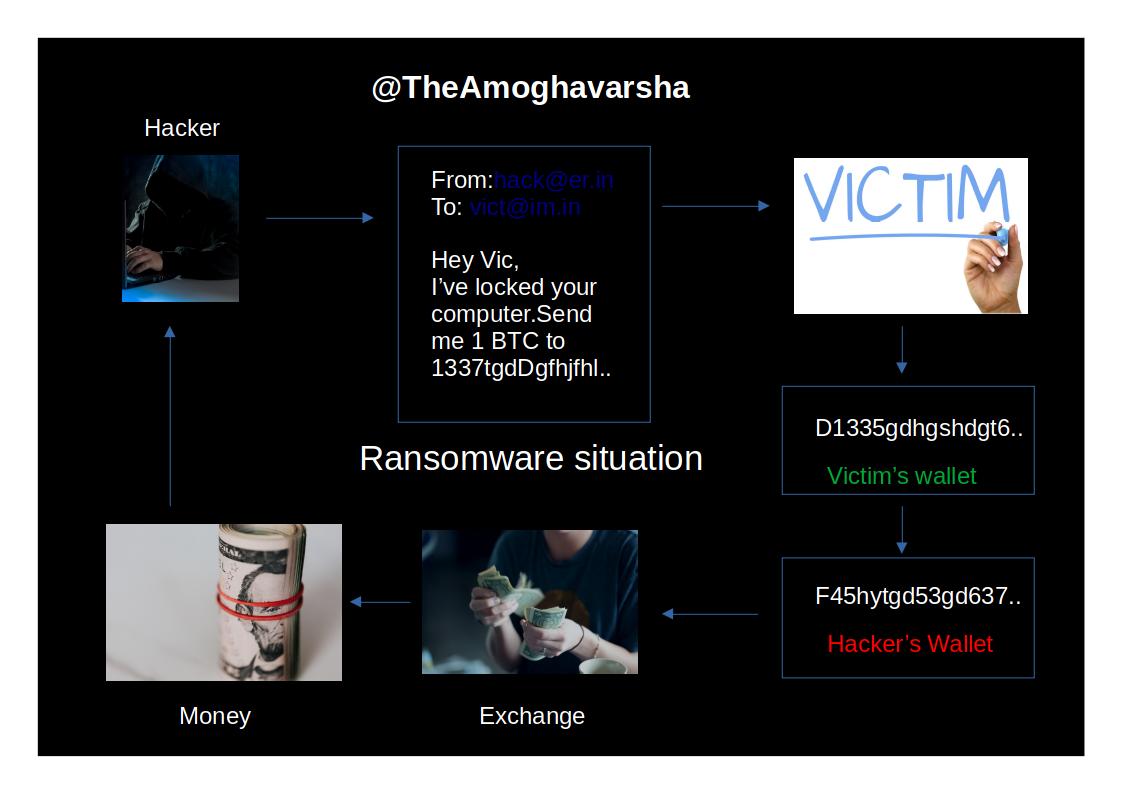 @TheAmoghavarsha
Hacker
From:hack@er.in
To: vict@im.in
Hey Vic,
I’ve locked your
computer.Send
me 1 BTC to
1337tgdDgfhjfhl..
VICTIM
Ransomware situation
D1335gdhgshdgt6..
Victim’s wallet
F45hytgd53gd637..
Hacker’s Wallet
Money
Exchange